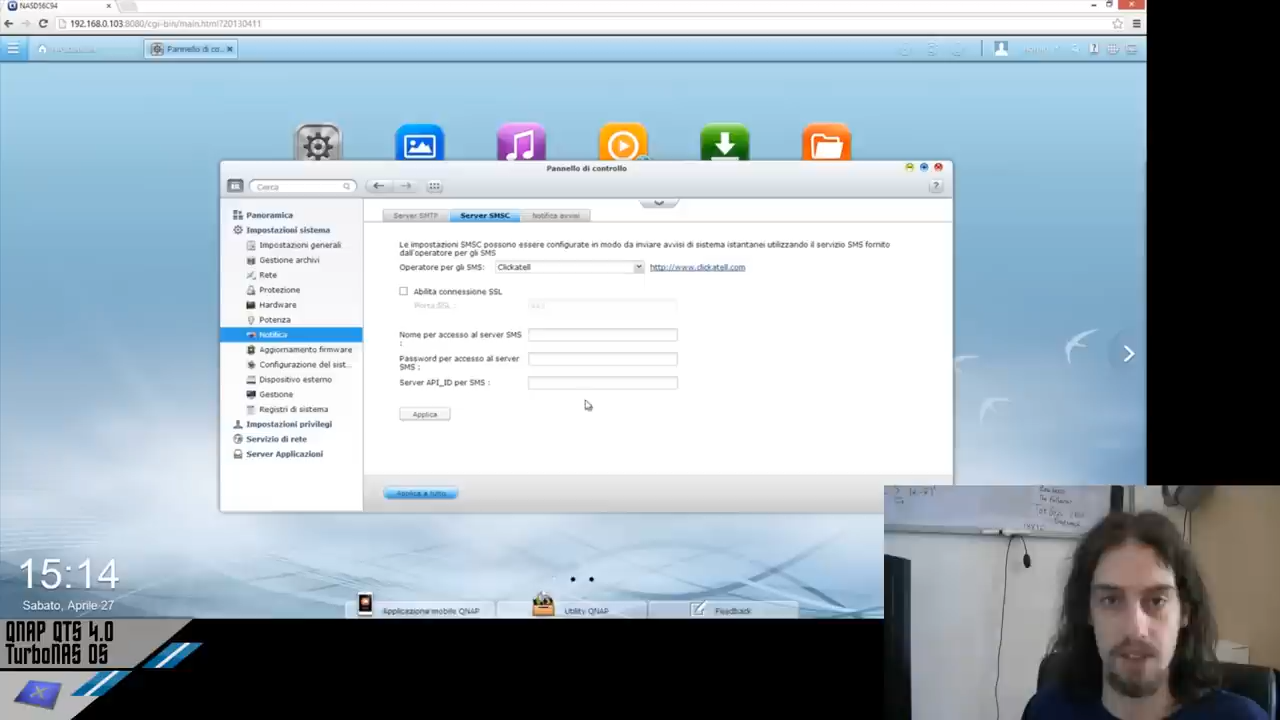 NASD56C94
192.168.0.103:8080/cgi-bin/main.html?20130411
Pannello di co..
Pannello di controllo
Cerca
Panoramica
Impostazioni sistema
Impostazioni generali
Gestione archivi
Rete
Protezione
Hardware
Potenza
Notifica
Aggiornamento firmware
Configurazione del sist...
Dispositivo esterno
Gestione
Registri di sistema
Impostazioni privilegi
Servizio di rete
Server Applicazioni
Server SMTP Server SMSC Notifica avvisi
Le impostazioni SMSC possono essere configurate in modo da inviare avvisi di sistema istantanei utilizzando il servizio SMS fornito
dall'operatore per gli SMS
Operatore per gli SMS: Clickatell http://www.clickatell.com
Abilita connessione SSL
Porta SSL : 443
Nome per accesso al server SMS
:
Password per accesso al server
SMS :
Server API_ID per SMS :
Applica
Applica a tutto
15:14
Sabato, Aprile 27
Applicazione mobile QNAP Utility QNAP Feedback
QNAP QTS 4.0
TurboNAS OS